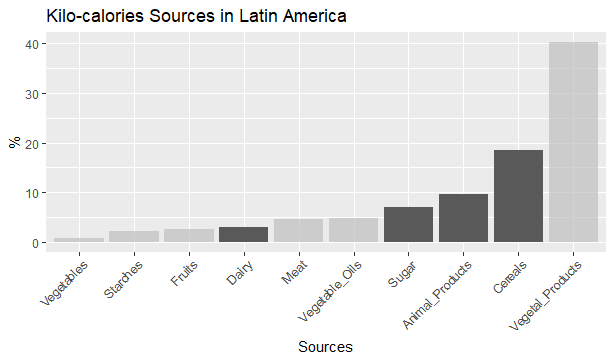 Kilo-calories Sources in Latin America
%
40
30
20
10
0
Vegetables
Starches
Fruits
Dairy
Meat
Vegetable_Oils
Sugar
Animal_Products
Cereals
Vegetal_Products
Sources